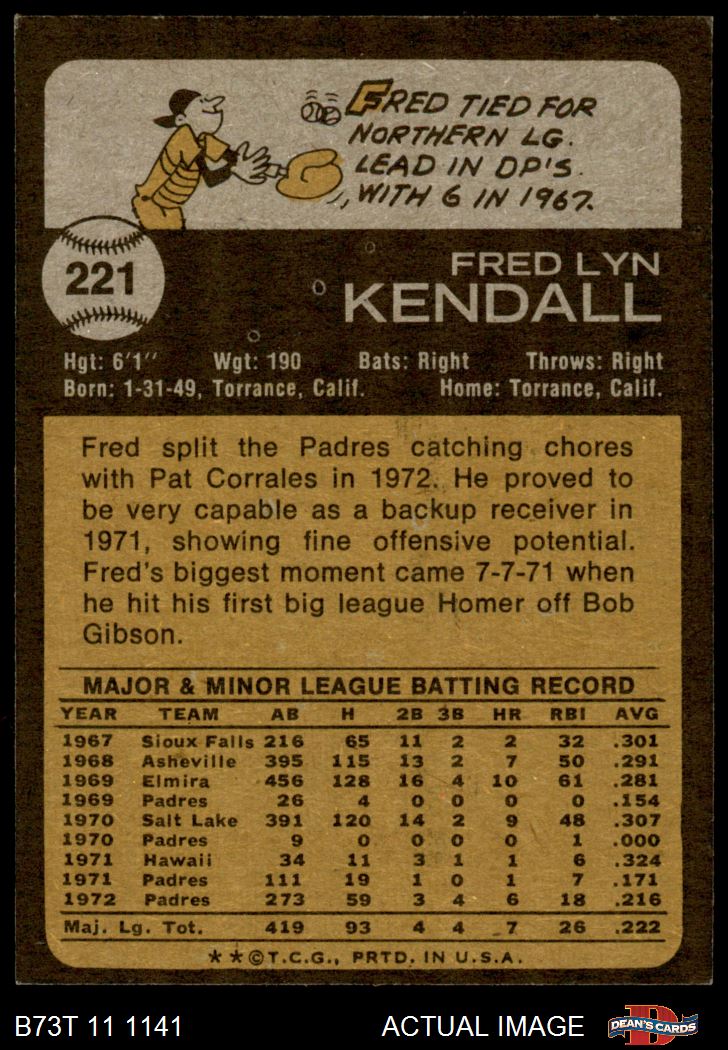 FRED TIED FOR
NORTHERN LG.
LEAD IN DP'S.
WITH 6 IN 1967.
221
FRED LYN
KENDALL
Hgt: 6'1" Wgt: 190 Bats: Right Throws: Right
Born: 1-31-49, Torrance, Calif. Home: Torrance, Calif.
Fred split the Padres catching chores
with Pat Corrales in 1972. He proved to
be very capable as a backup receiver in
1971, showing fine offensive potential.
Fred's biggest moment came 7-7-71 when
he hit his first big league Homer off Bob
Gibson.
MAJOR & MINOR LEAGUE BATTING RECORD
YEAR TEAM AB H 2B 3B HR RBI AVG
1967 Sioux Falls 216 65 11 2 2 32 .301
1968 Asheville 395 115 13 2 7 50 .291
1969 Elmira 456 128 16 4 10 61 .281
1969 Padres 26 4 0 0 0 0 .154
1970 Salt Lake 391 120 14 2 9 48 .307
1970 Padres 9 0 0 0 0 1 .000
1971 Hawaii 34 11 3 1 1 6 .324
1971 Padres 111 19 1 0 1 7 .171
1972 Padres 273 59 3 4 6 18 .216
Maj. Lg. Tot. 419 93 4 4 7 26 .222
★★©T.C.G., PRTD. IN U.S.A.
B73T 11 1141 ACTUAL IMAGE D DEAN'S CARDS